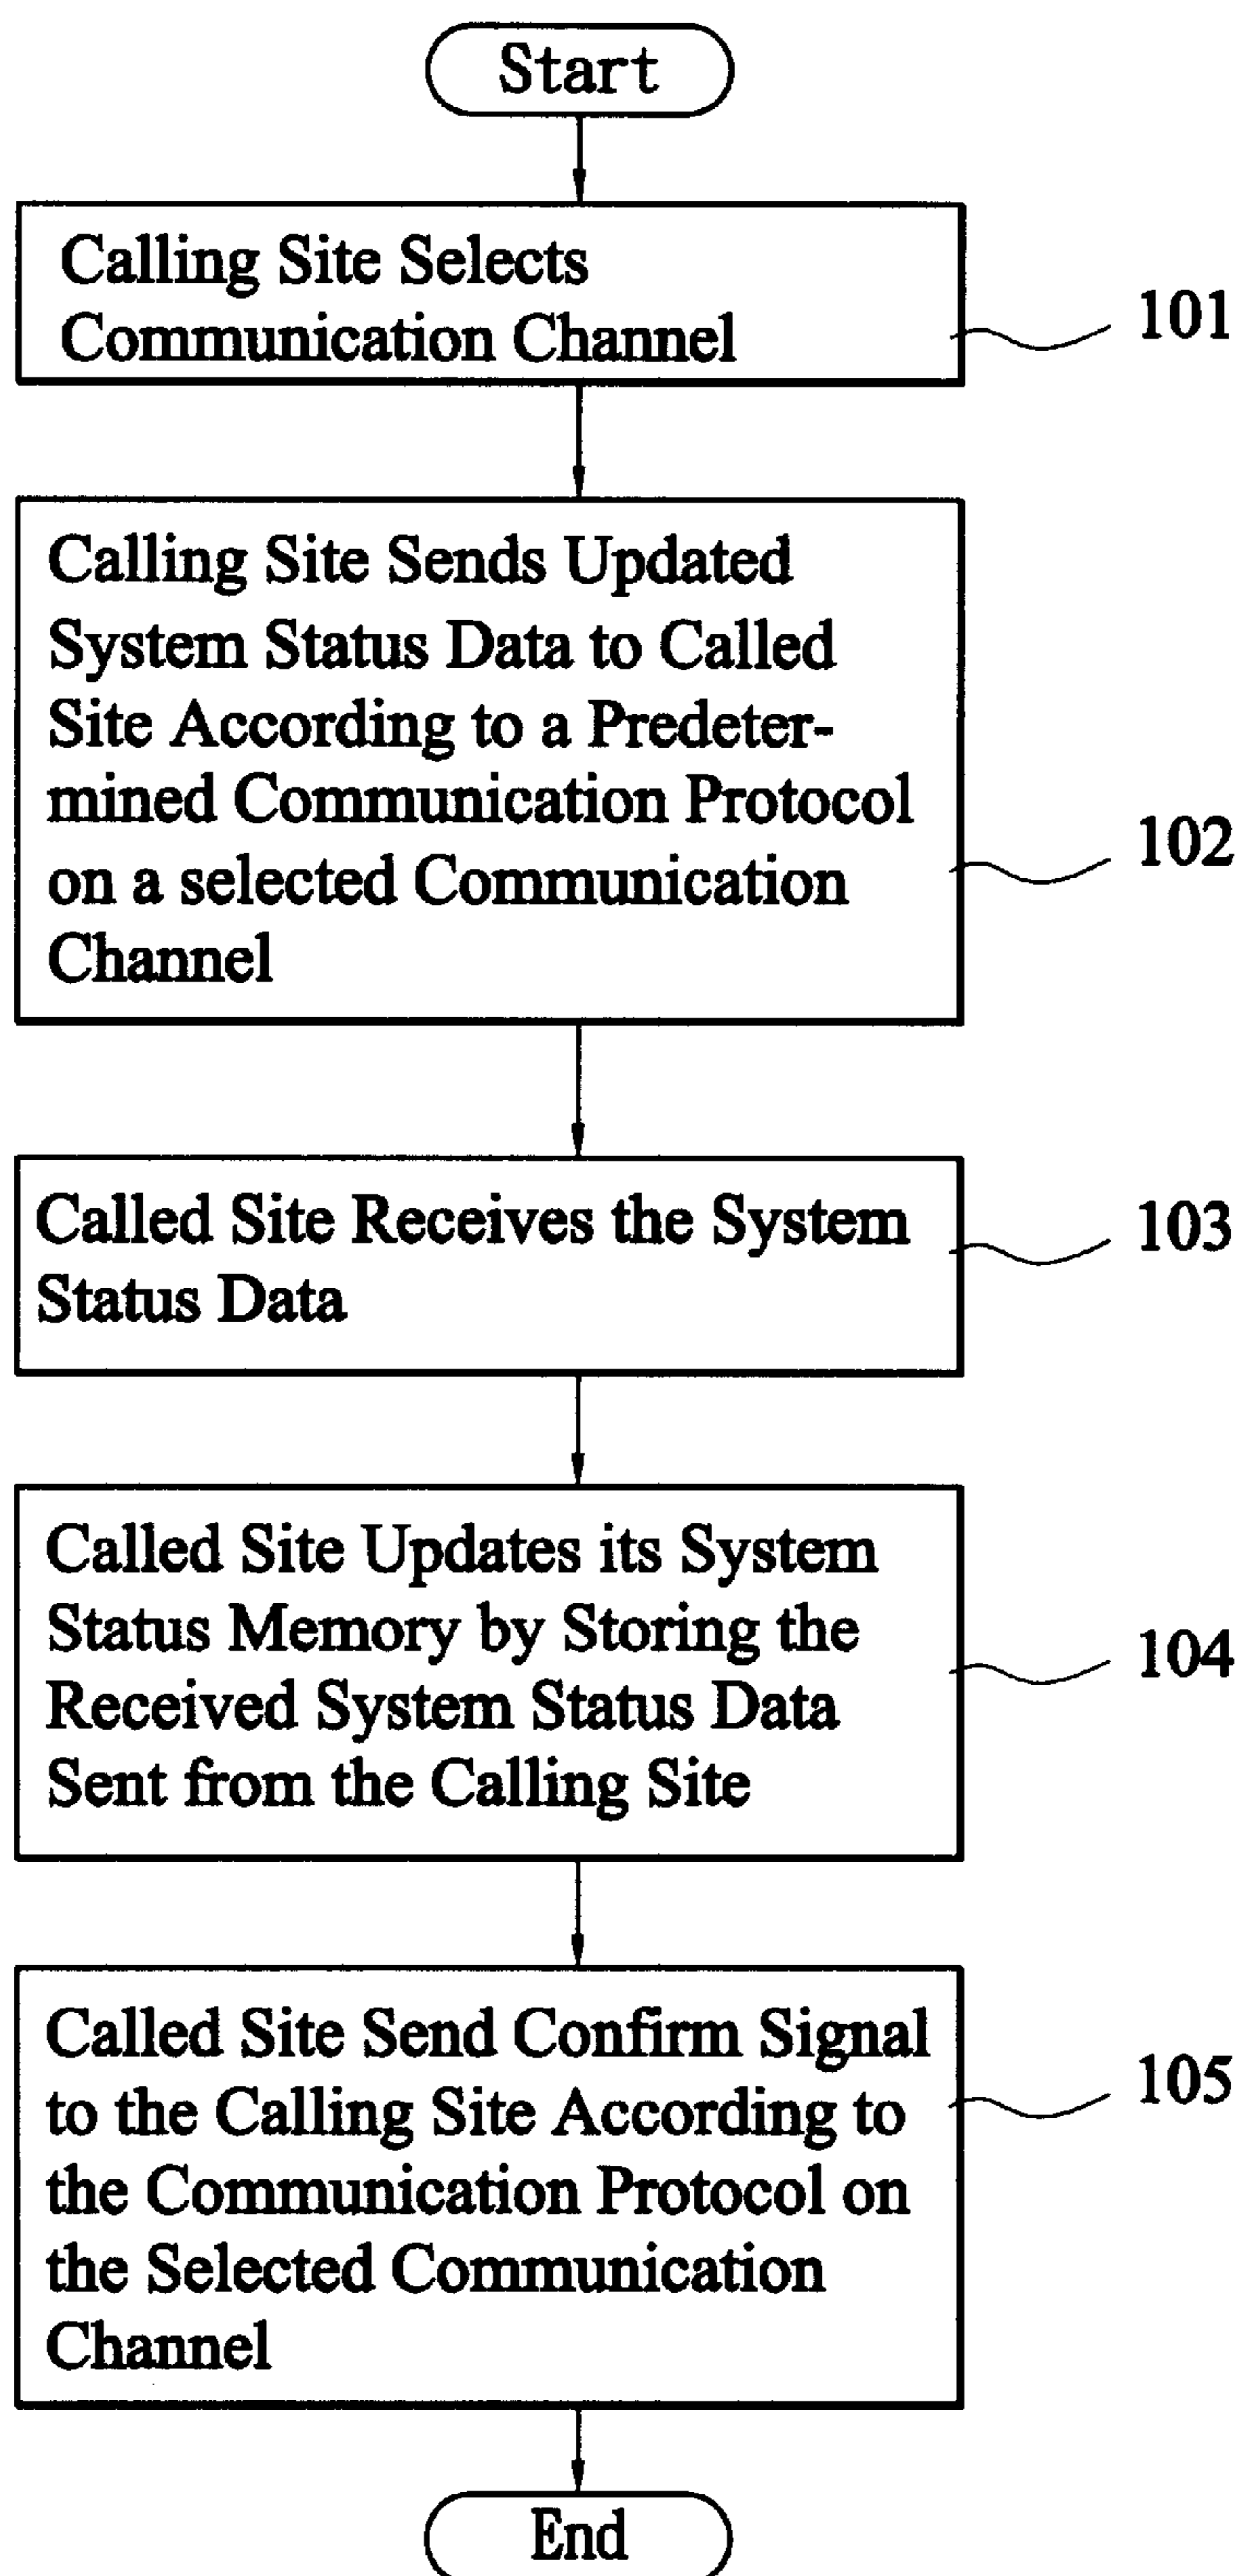 Start
Calling Site Selects
Communication Channel
101
Calling Site Sends Updated
System Status Data to Called
Site According to a Predeter-
mined Communication Protocol
on a selected Communication
Channel
102
Called Site Receives the System
Status Data
103
Called Site Updates its System
Status Memory by Storing the
Received System Status Data
Sent from the Calling Site
104
Called Site Send Confirm Signal
to the Calling Site According to
the Communication Protocol on
the Selected Communication
Channel
105
End